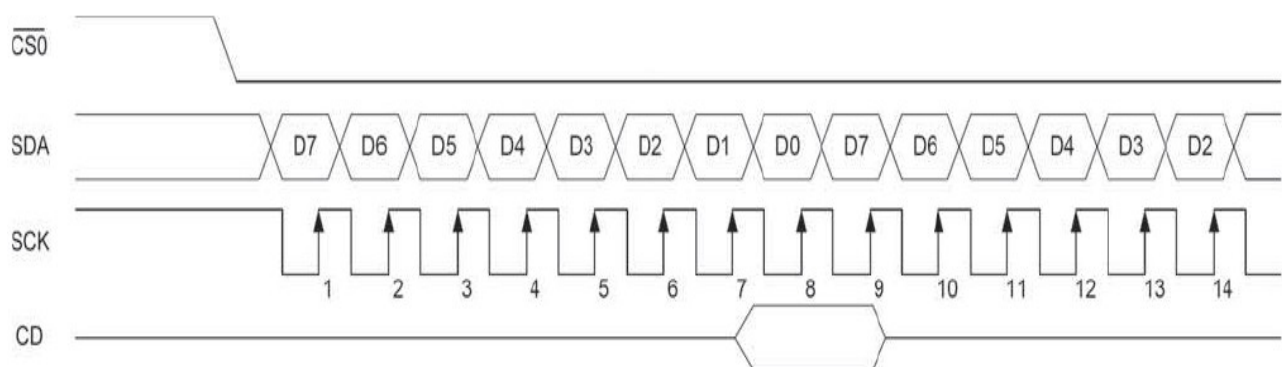 CS0
SDA D7 D6 D5 D4 D3 D2 D1 D0 D7 D6 D5 D4 D3 D2
SCK
1 2 3 4 5 6 7 8 9 10 11 12 13 14
CD